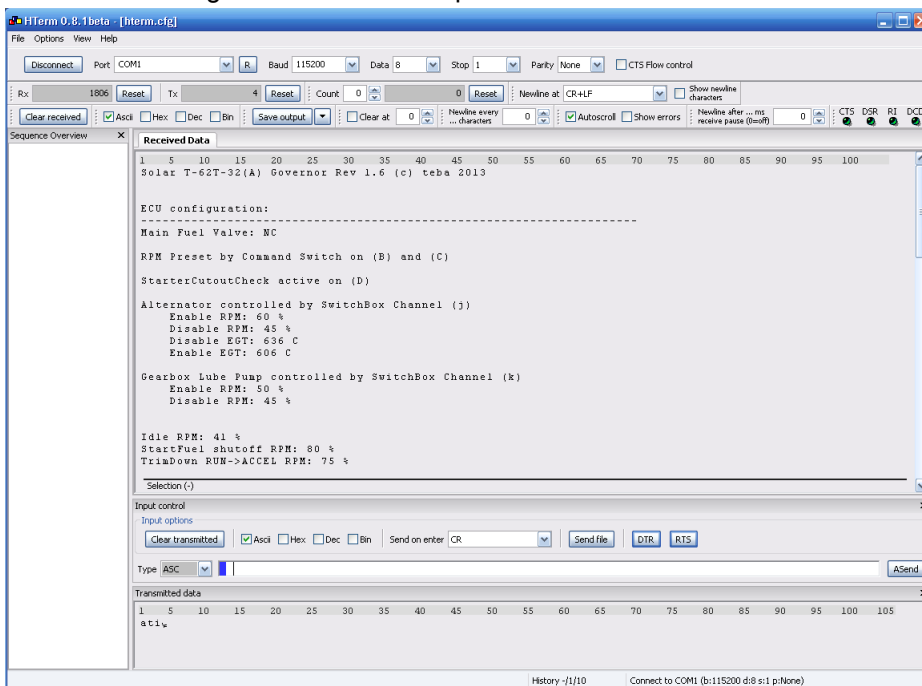 HTerm 0.8.1beta - [hterm.cfg]
File Options View Help
Disconnect Port COM1 R Baud 115200 Data 8 Stop 1 Parity None CTS Flow control
Rx 1806 Reset Tx 4 Reset Count 0 0 Reset Newline at CR+LF Show newline characters
Clear received Ascii Hex Dec Bin Save output Clear at 0 Newline every ... characters 0 Autoscroll Show errors Newline after ... ms receive pause (0=off) 0 CTS DSR RI DCD
Sequence Overview X Received Data
1 5 10 15 20 25 30 35 40 45 50 55 60 65 70 75 80 85 90 95 100
Solar T-62T-32(A) Governor Rev 1.6 (c) teba 2013
ECU configuration:
-----------------------------------------------------------------------
Main Fuel Valve: NC
RPM Preset by Command Switch on (B) and (C)
StarterCutoutCheck active on (D)
Alternator controlled by SwitchBox Channel (j)
Enable RPM: 60 %
Disable RPM: 45 %
Disable EGT: 636 C
Enable EGT: 606 C
Gearbox Lube Pump controlled by SwitchBox Channel (k)
Enable RPM: 50 %
Disable RPM: 45 %
Idle RPM: 41 %
StartFuel shutoff RPM: 80 %
TrimDown RUN->ACCEL RPM: 75 %
Selection (-)
Input control
Input options
Clear transmitted Ascii Hex Dec Bin Send on enter CR Send file DTR RTS
Type ASC ASend
Transmitted data
1 5 10 15 20 25 30 35 40 45 50 55 60 65 70 75 80 85 90 95 100 105
ati
History -/1/10 Connect to COM1 (b:115200 d:8 s:1 p:None)